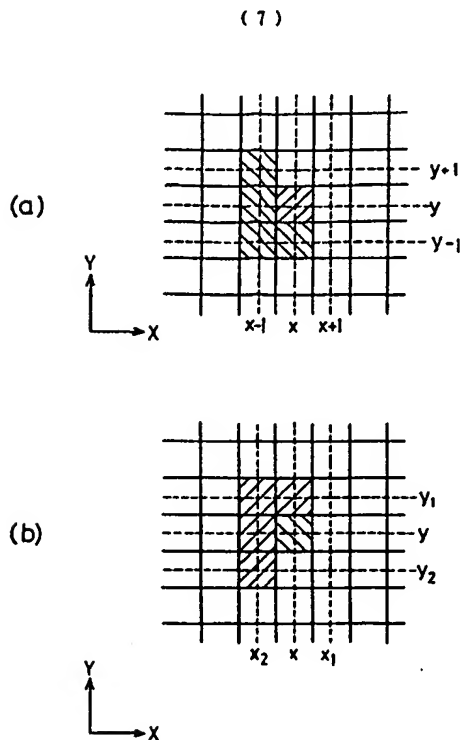 (7)
y+1
(a)
y
y-1
Y
X
x-1 x x+1
y₁
(b)
y
y₂
x₂ x x₁
Y
X